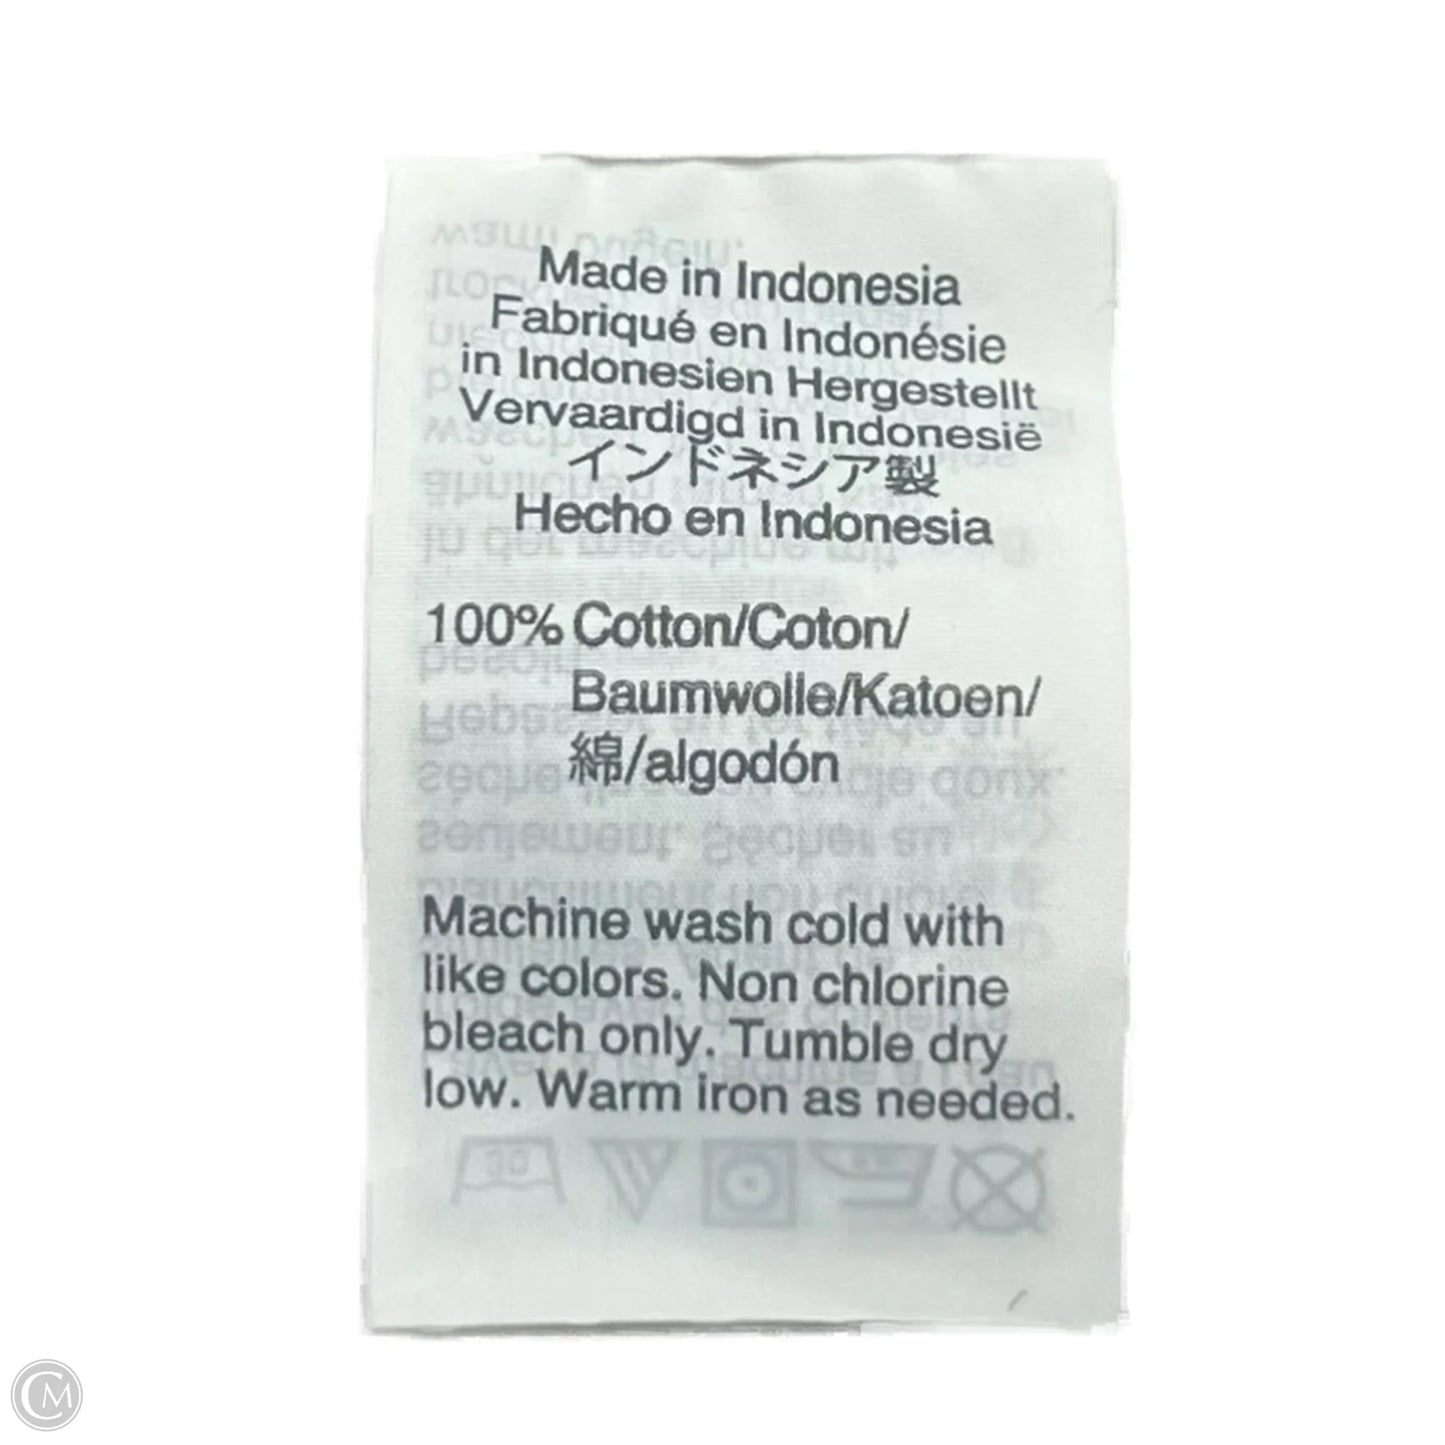 Made in Indonesia
Fabriqué en Indonésie
in Indonesien Hergestellt
Vervaardigd in Indonesië
インドネシア製
Hecho en Indonesia
100% Cotton/Coton/
Baumwolle/Katoen/
綿/algodón
Machine wash cold with
like colors. Non chlorine
bleach only. Tumble dry
low. Warm iron as needed.
30
CM